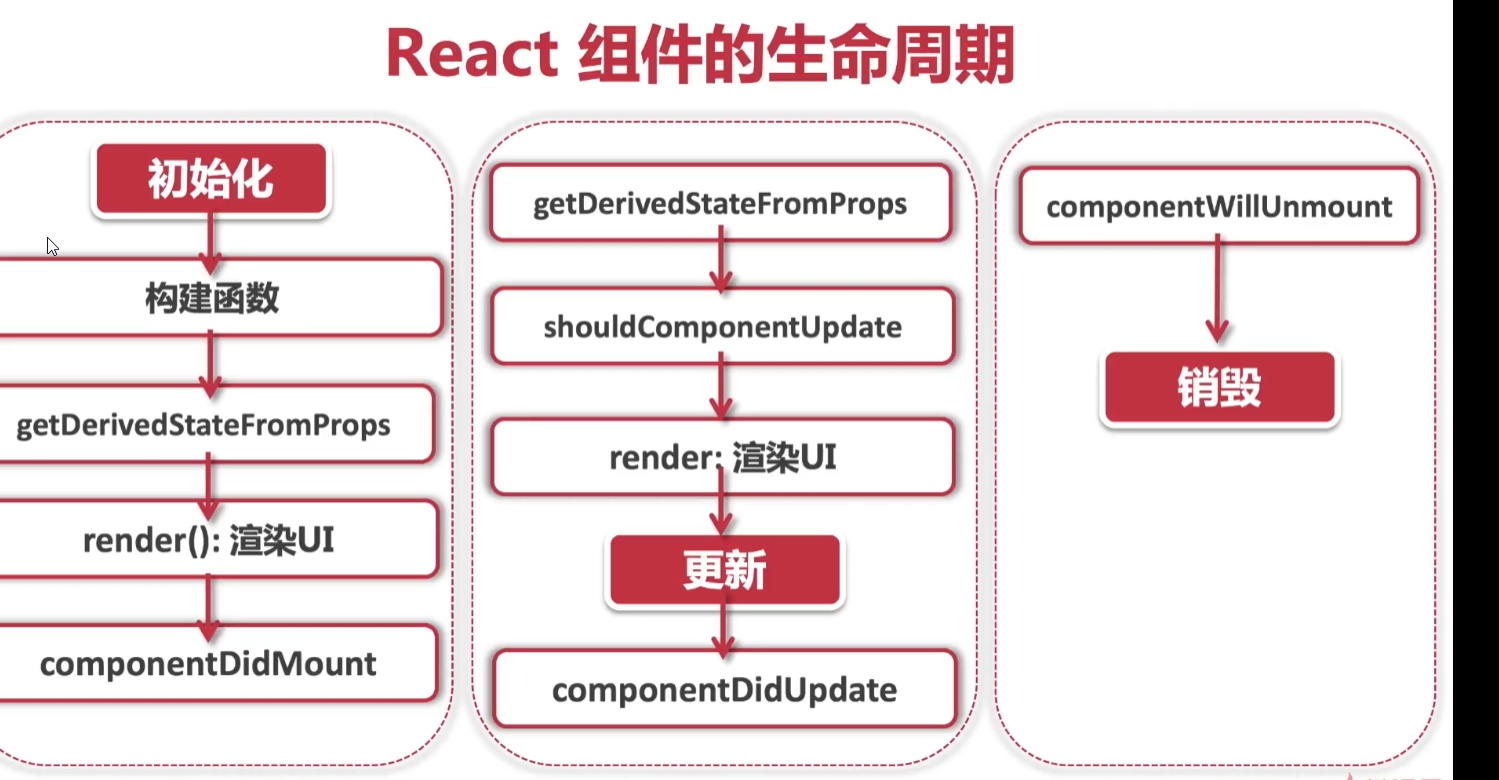 React 组件的生命周期
初始化
构建函数
getDerivedStateFromProps
render(): 渲染UI
componentDidMount
getDerivedStateFromProps
shouldComponentUpdate
render: 渲染UI
更新
componentDidUpdate
componentWillUnmount
销毁